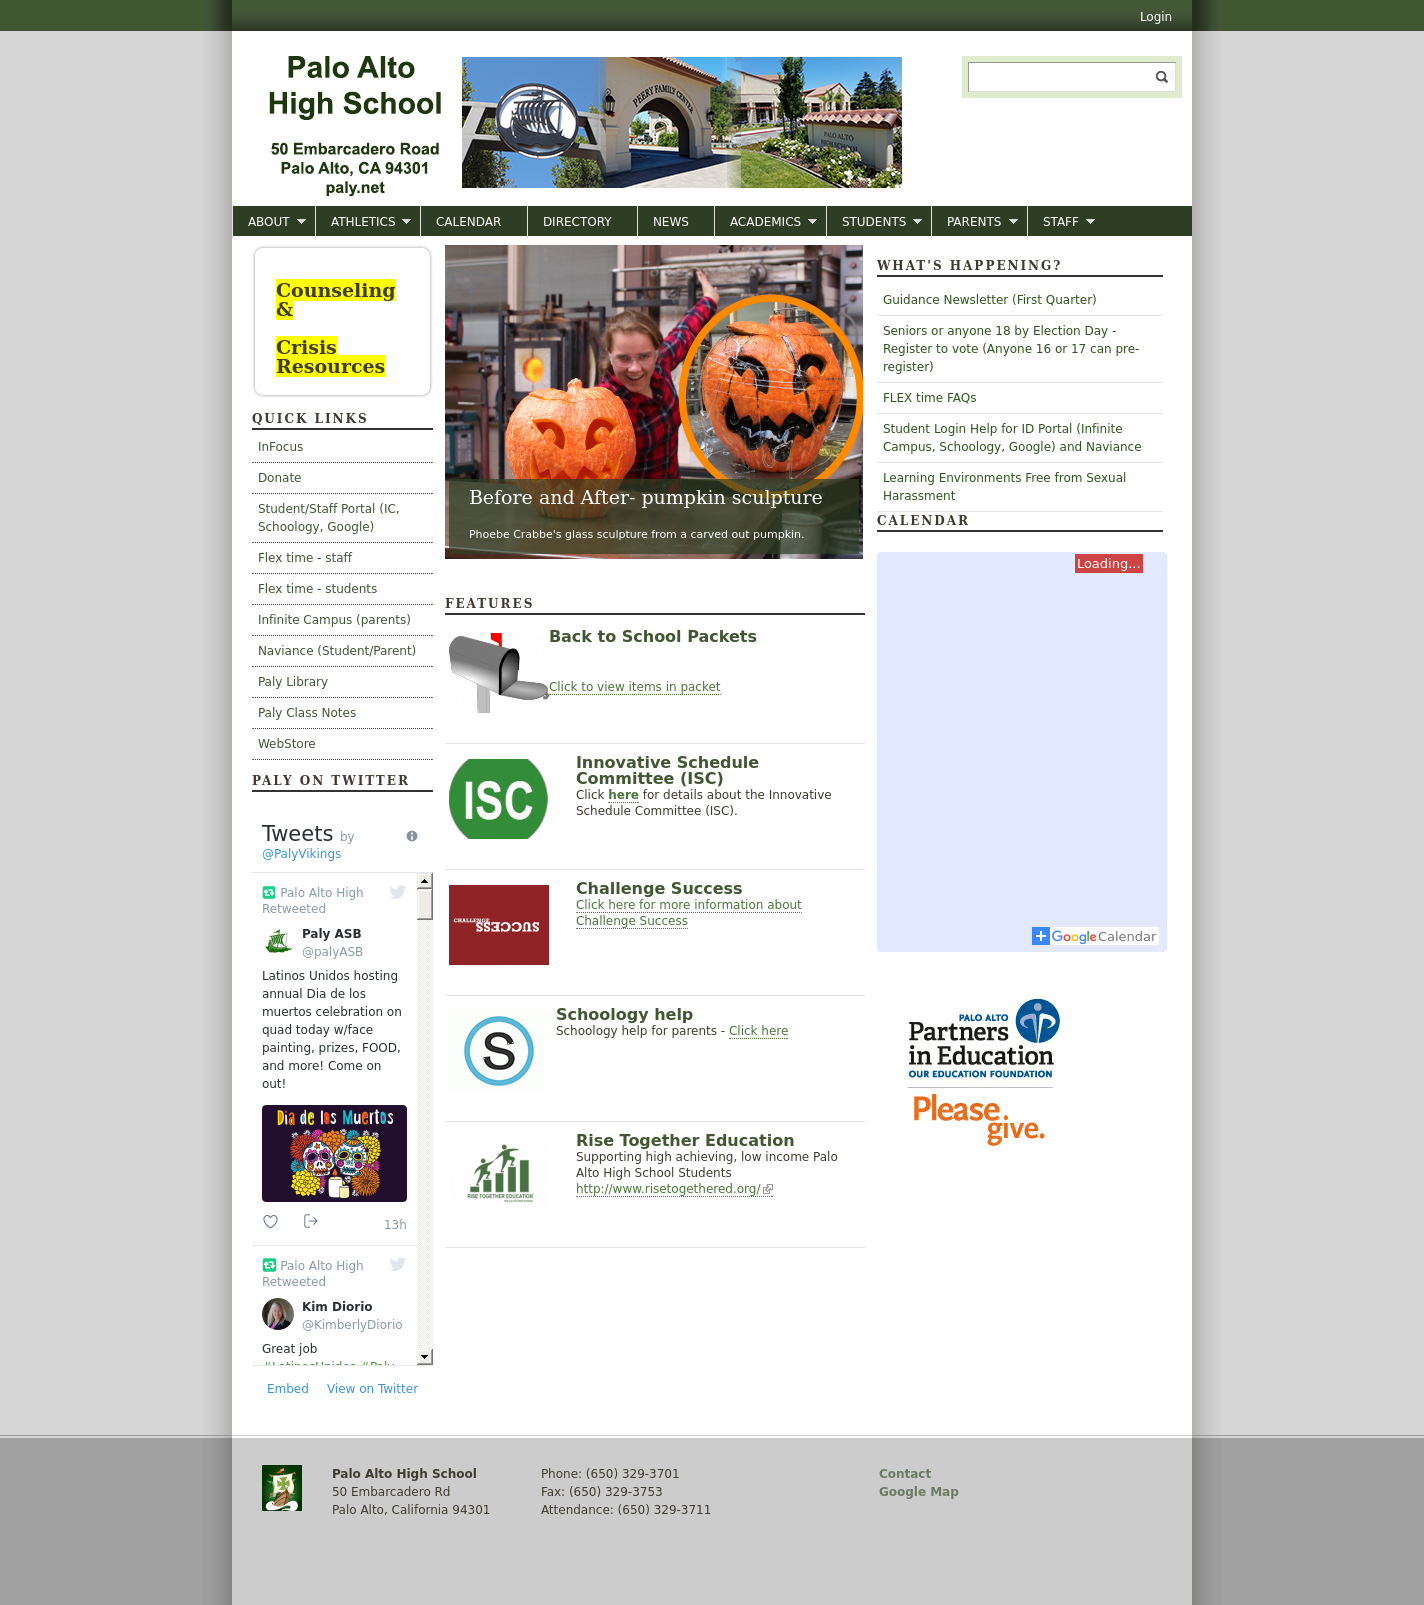 Login
Palo Alto
High School
50 Embarcadero Road
Palo Alto, CA 94301
paly.net
PERRY FAMILY CENTER
PALO ALTO
HIGH SCHOOL
ABOUT ATHLETICS CALENDAR DIRECTORY NEWS ACADEMICS STUDENTS PARENTS STAFF
Counseling
&
Crisis
Resources
QUICK LINKS
InFocus
Donate
Student/Staff Portal (IC,
Schoology, Google)
Flex time - staff
Flex time - students
Infinite Campus (parents)
Naviance (Student/Parent)
Paly Library
Paly Class Notes
WebStore
PALY ON TWITTER
Tweets by
@PalyVikings
Palo Alto High
Retweeted
Paly ASB
@palyASB
Latinos Unidos hosting
annual Dia de los
muertos celebration on
quad today w/face
painting, prizes, FOOD,
and more! Come on
out!
Dia de los Muertos
13h
Palo Alto High
Retweeted
Kim Diorio
@KimberlyDiorio
Great job
#LatinosUnidos #Paly
Embed View on Twitter
Before and After- pumpkin sculpture
Phoebe Crabbe's glass sculpture from a carved out pumpkin.
FEATURES
Back to School Packets
Click to view items in packet
ISC
Innovative Schedule
Committee (ISC)
Click here for details about the Innovative
Schedule Committee (ISC).
CHALLENGE SUCCESS
Challenge Success
Click here for more information about
Challenge Success
S
Schoology help
Schoology help for parents - Click here
RISE TOGETHER EDUCATION
Rise Together Education
Supporting high achieving, low income Palo
Alto High School Students
http://www.risetogethered.org/
WHAT'S HAPPENING?
Guidance Newsletter (First Quarter)
Seniors or anyone 18 by Election Day -
Register to vote (Anyone 16 or 17 can pre-
register)
FLEX time FAQs
Student Login Help for ID Portal (Infinite
Campus, Schoology, Google) and Naviance
Learning Environments Free from Sexual
Harassment
CALENDAR
Loading...
Google Calendar
PALO ALTO
Partners
in Education
OUR EDUCATION FOUNDATION
Please
give.
Palo Alto High School
50 Embarcadero Rd
Palo Alto, California 94301
Phone: (650) 329-3701
Fax: (650) 329-3753
Attendance: (650) 329-3711
Contact
Google Map